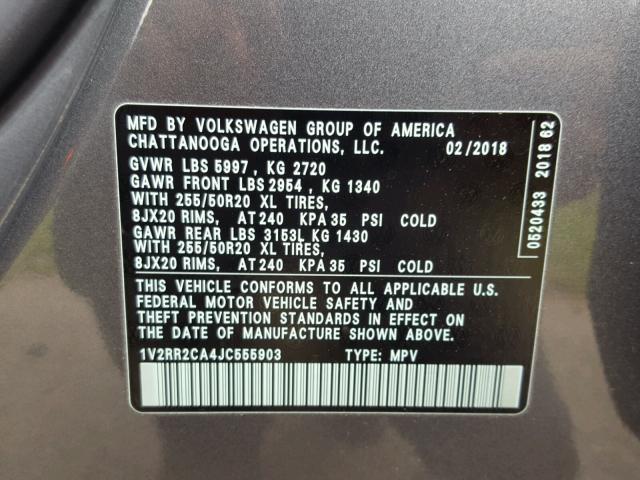 MFD BY VOLKSWAGEN GROUP OF AMERICA
CHATTANOOGA OPERATIONS, LLC. 02/2018
GVWR LBS 5997 , KG 2720
GAWR FRONT LBS 2954 , KG 1340
WITH 255/50R20 XL TIRES,
8JX20 RIMS, AT 240 KPA 35 PSI COLD
GAWR REAR LBS 3153L KG 1430
WITH 255/50R20 XL TIRES,
8JX20 RIMS, AT 240 KPA 35 PSI COLD
THIS VEHICLE CONFORMS TO ALL APPLICABLE U.S.
FEDERAL MOTOR VEHICLE SAFETY AND
THEFT PREVENTION STANDARDS IN EFFECT ON
THE DATE OF MANUFACTURE SHOWN ABOVE.
1V2RR2CA4JC555903 TYPE: MPV
0520433 2018 62